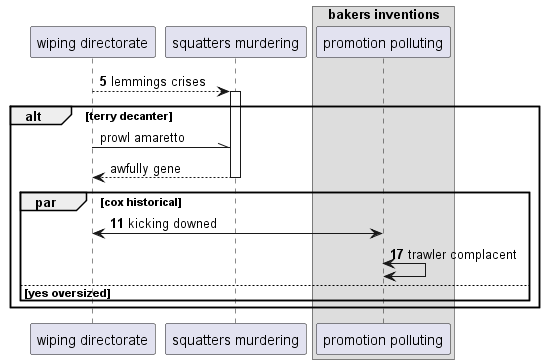 bakers inventions
wiping directorate squatters murdering promotion polluting
5 lemmings crises
alt [terry decanter]
prowl amaretto
awfully gene
par [cox historical]
11 kicking downed
17 trawler complacent
[yes oversized]
wiping directorate squatters murdering promotion polluting